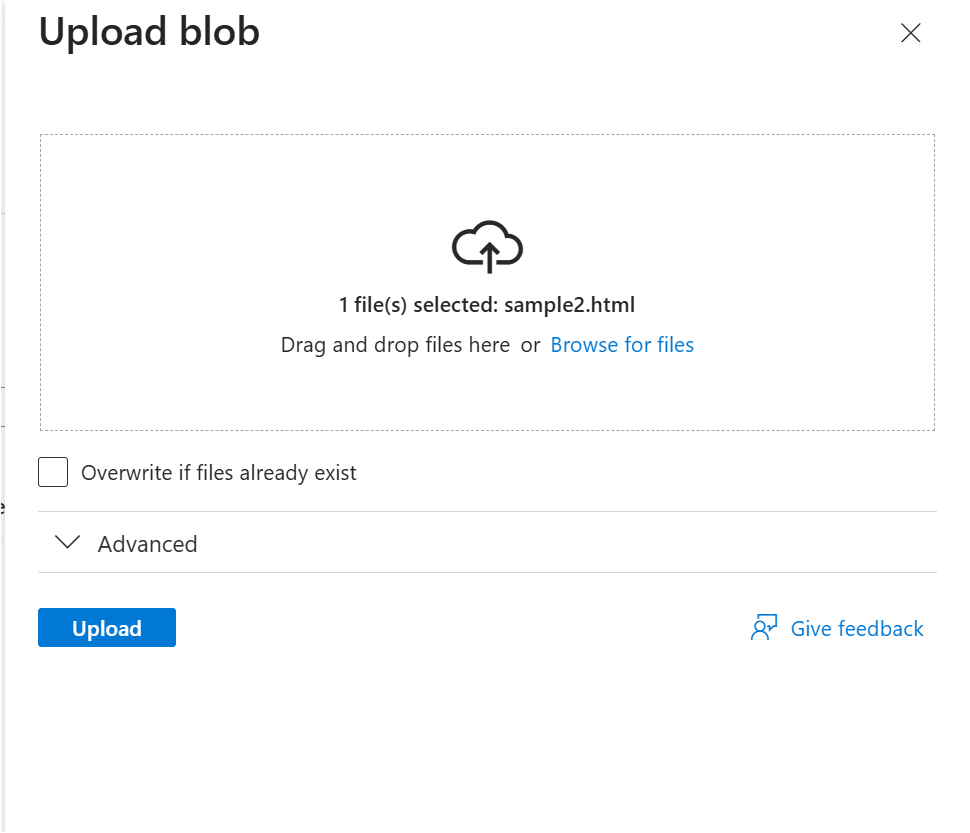 Upload blob
1 file(s) selected: sample2.html
Drag and drop files here or Browse for files
Overwrite if files already exist
Advanced
Upload
Give feedback